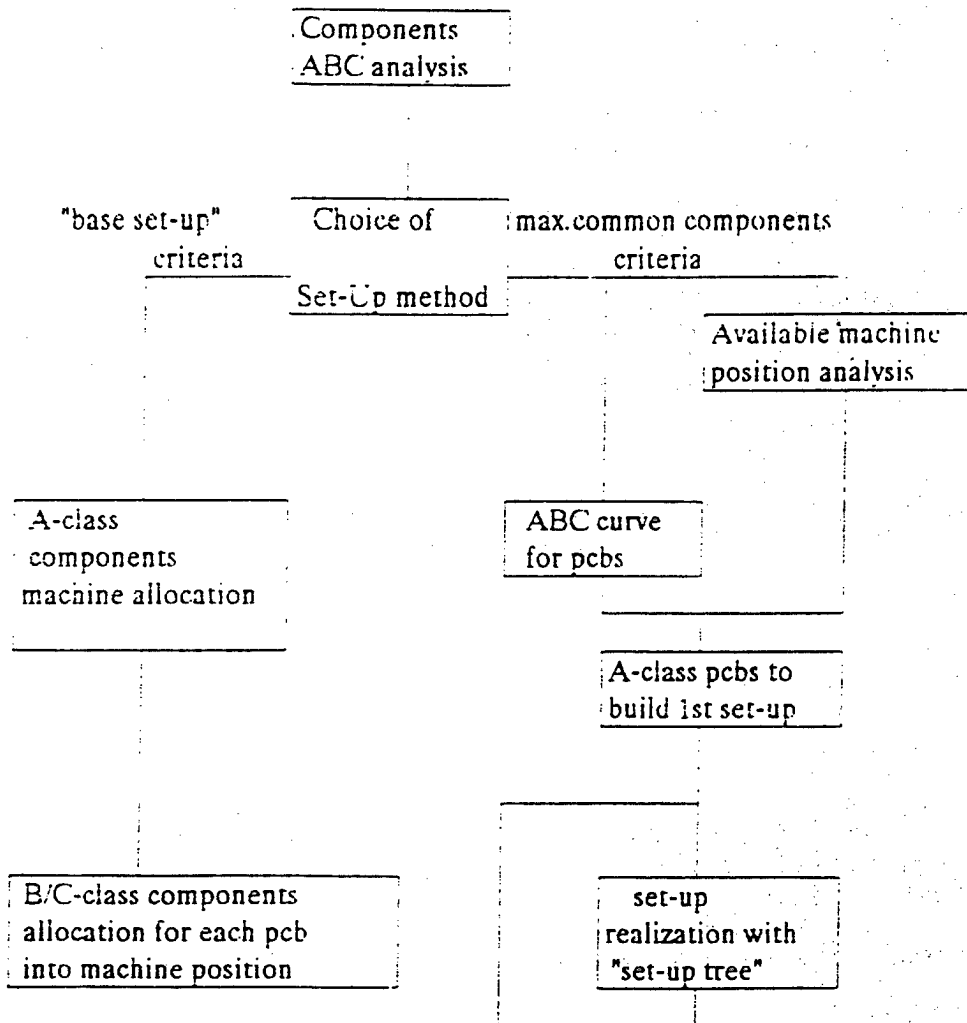 Components
ABC analysis
"base set-up"
criteria
Choice of
Set-Up method
max.common components
criteria
Available machine
position analysis
A-class
components
machine allocation
ABC curve
for pcbs
A-class pcbs to
build 1st set-up
B/C-class components
allocation for each pcb
into machine position
set-up
realization with
"set-up tree"